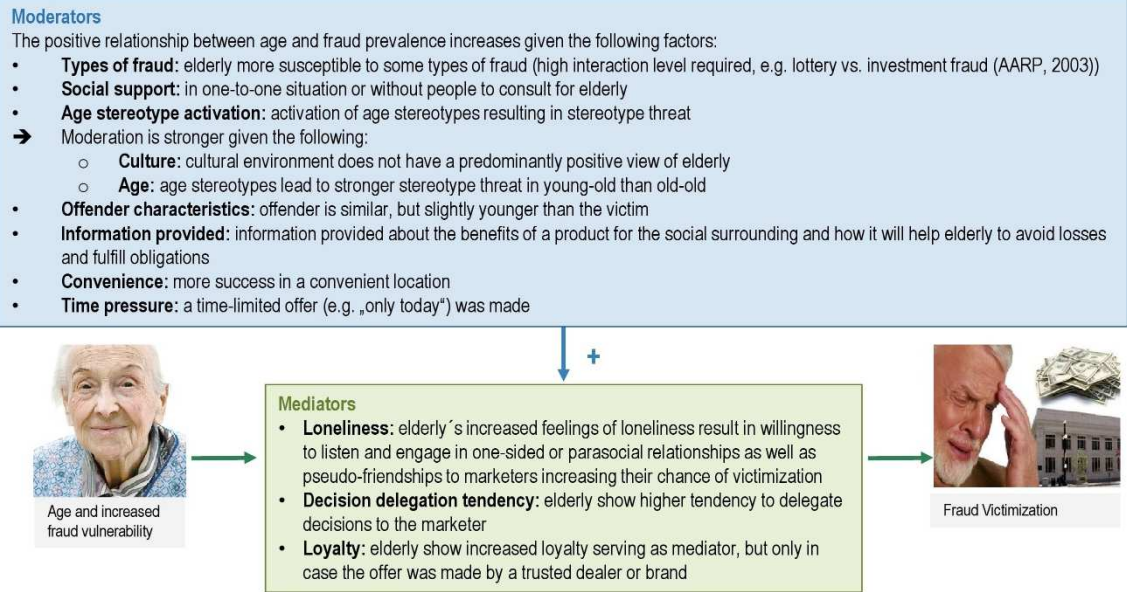 Moderators
The positive relationship between age and fraud prevalence increases given the following factors:
• Types of fraud: elderly more susceptible to some types of fraud (high interaction level required, e.g. lottery vs. investment fraud (AARP, 2003))
• Social support: in one-to-one situation or without people to consult for elderly
• Age stereotype activation: activation of age stereotypes resulting in stereotype threat
➔ Moderation is stronger given the following:
o Culture: cultural environment does not have a predominantly positive view of elderly
o Age: age stereotypes lead to stronger stereotype threat in young-old than old-old
• Offender characteristics: offender is similar, but slightly younger than the victim
• Information provided: information provided about the benefits of a product for the social surrounding and how it will help elderly to avoid losses
and fulfill obligations
• Convenience: more success in a convenient location
• Time pressure: a time-limited offer (e.g. „only today“) was made
+
Age and increased
fraud vulnerability
Mediators
• Loneliness: elderly´s increased feelings of loneliness result in willingness
to listen and engage in one-sided or parasocial relationships as well as
pseudo-friendships to marketers increasing their chance of victimization
• Decision delegation tendency: elderly show higher tendency to delegate
decisions to the marketer
• Loyalty: elderly show increased loyalty serving as mediator, but only in
case the offer was made by a trusted dealer or brand
Fraud Victimization